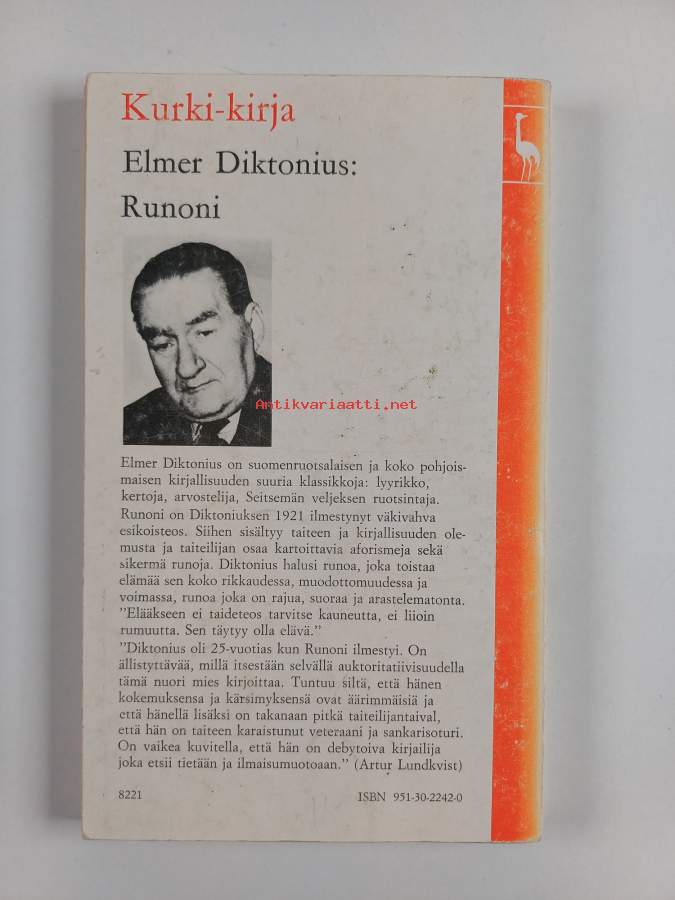 Kurki-kirja
Elmer Diktonius:
Runoni
Antikvariaatti.net
Elmer Diktonius on suomenruotsalaisen ja koko pohjois-
maisen kirjallisuuden suuria klassikkoja: lyyrikko,
kertoja, arvostelija, Seitsemän veljeksen ruotsintaja.
Runoni on Diktoniuksen 1921 ilmestynyt väkivahva
esikoisteos. Siihen sisältyy taiteen ja kirjallisuuden ole-
musta ja taiteilijan osaa kartoittavia aforismeja sekä
sikermä runoja. Diktonius halusi runoa, joka toistaa
elämää sen koko rikkaudessa, muodottomuudessa ja
voimassa, runoa joka on rajua, suoraa ja arastelematonta.
"Elääkseen ei taideteos tarvitse kauneutta, ei liioin
rumuutta. Sen täytyy olla elävä."
"Diktonius oli 25-vuotias kun Runoni ilmestyi. On
ällistyttävää, millä itsestään selvällä auktoritatiivisuudella
tämä nuori mies kirjoittaa. Tuntuu siltä, että hänen
kokemuksensa ja kärsimyksensä ovat äärimmäisiä ja
että hänellä lisäksi on takanaan pitkä taiteilijantaival,
että hän on taiteen karaistunut veteraani ja sankarisoturi.
On vaikea kuvitella, että hän on debytoiva kirjailija
joka etsii tietään ja ilmaisumuotoaan." (Artur Lundkvist)
8221
ISBN 951-30-2242-0